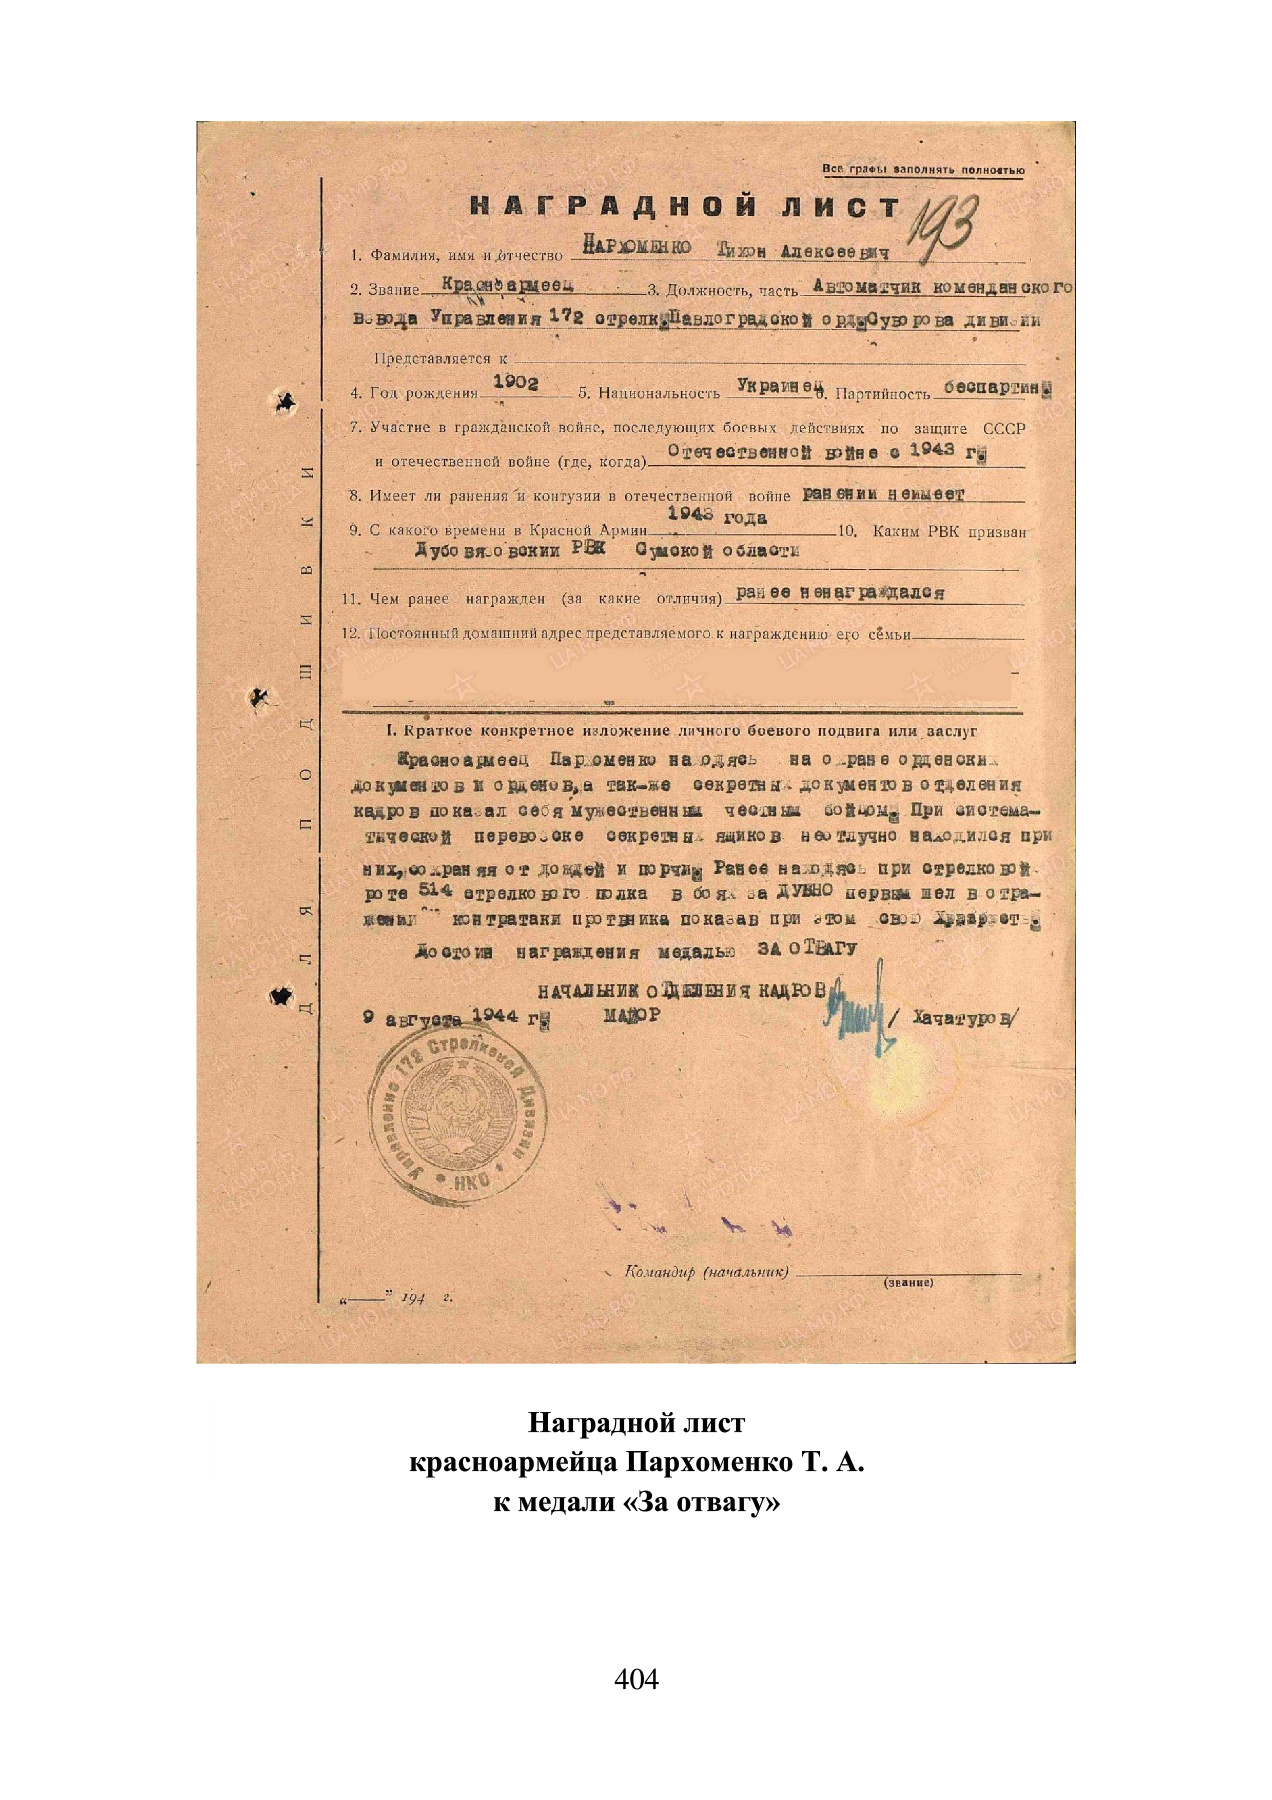 Все графы заполнять полностью
НАГРАДНОЙ ЛИСТ
193
1. Фамилия, имя и отчество ПАРХОМЕНКО Тихон Алексеевич
2. Звание Красноармеец 3. Должность, часть Автоматчик коменданского
взвода Управления 172 стрелк.Павлоградской орд.Суворова дивизии
Представляется к
4. Год рождения 1902 5. Национальность Украинец 6. Партийность беспартин.
7. Участие в гражданской войне, последующих боевых действиях по защите СССР
и отечественной войне (где, когда) Отечественной войне с 1943 г.
8. Имеет ли ранения и контузии в отечественной войне ранении неимеет
9. С какого времени в Красной Армии 1943 года 10. Каким РВК призван
Дубовязовскии РВК Сумской области
11. Чем ранее награжден (за какие отличия) ранее ненаграждался
12. Постоянный домашний адрес представляемого к награждению его семьи
I. Краткое конкретное изложение личного боевого подвига или заслуг
Красноармеец Пархоменко находясь на охране орденских
документов и орденов,а так-же секретных документов отделения
кадров показал себя мужественным честным бойцом. При система-
тической перевозске секретных ящиков неотлучно находился при
них,сохраняя от дождей и порчи. Ранее находясь при стрелковой
роте 514 стрелкового полка в боях за ДУБНО первым шел в отра-
жении контратаки протвника показав при этом свою
Достоин награждения медалью ЗА ОТВАГУ
НАЧАЛЬНИК ОТДЕЛЕНИЯ КАДРОВ
9 августа 1944 г. МАЙОР / Хачатуров/
Управление 172 Стрелковой Дивизии
НКО
Командир (начальник)
(звание)
“ ” 194 г.
ДЛЯ ПОДШИВКИ
Наградной лист
красноармейца Пархоменко Т. А.
к медали «За отвагу»
404